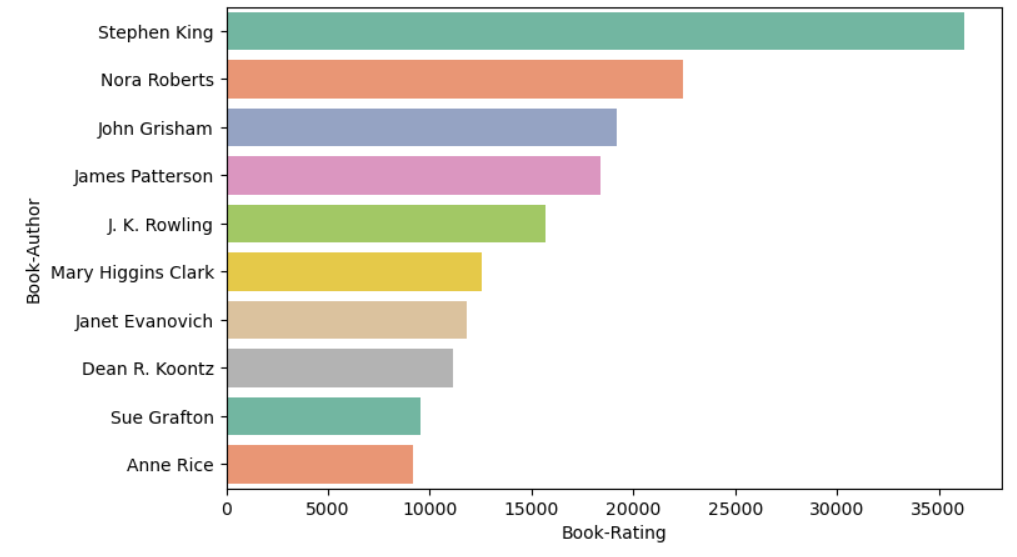 Stephen King
Nora Roberts
John Grisham
James Patterson
J. K. Rowling
Mary Higgins Clark
Janet Evanovich
Dean R. Koontz
Sue Grafton
Anne Rice
Book-Author
0 5000 10000 15000 20000 25000 30000 35000
Book-Rating